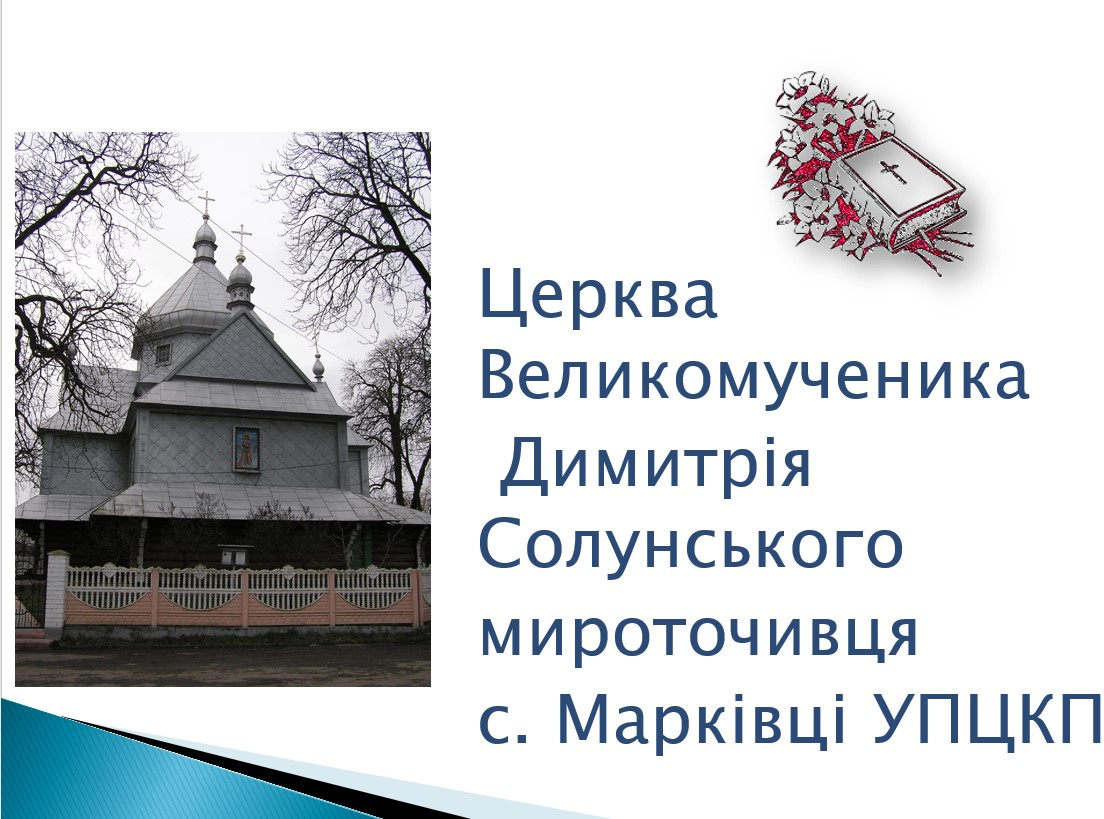 Церква
Великомученика
Димитрія
Солунського
мироточивця
с. Марківці УПЦКП